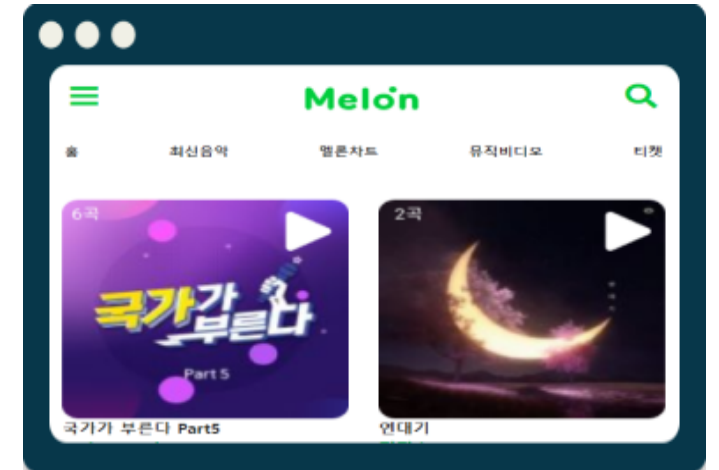 Melon
홈 최신음악 멜론차트 뮤직비디오 티켓
6곡
국가가
부른다
Part 5
2곡
국가가 부른다 Part5
연대기